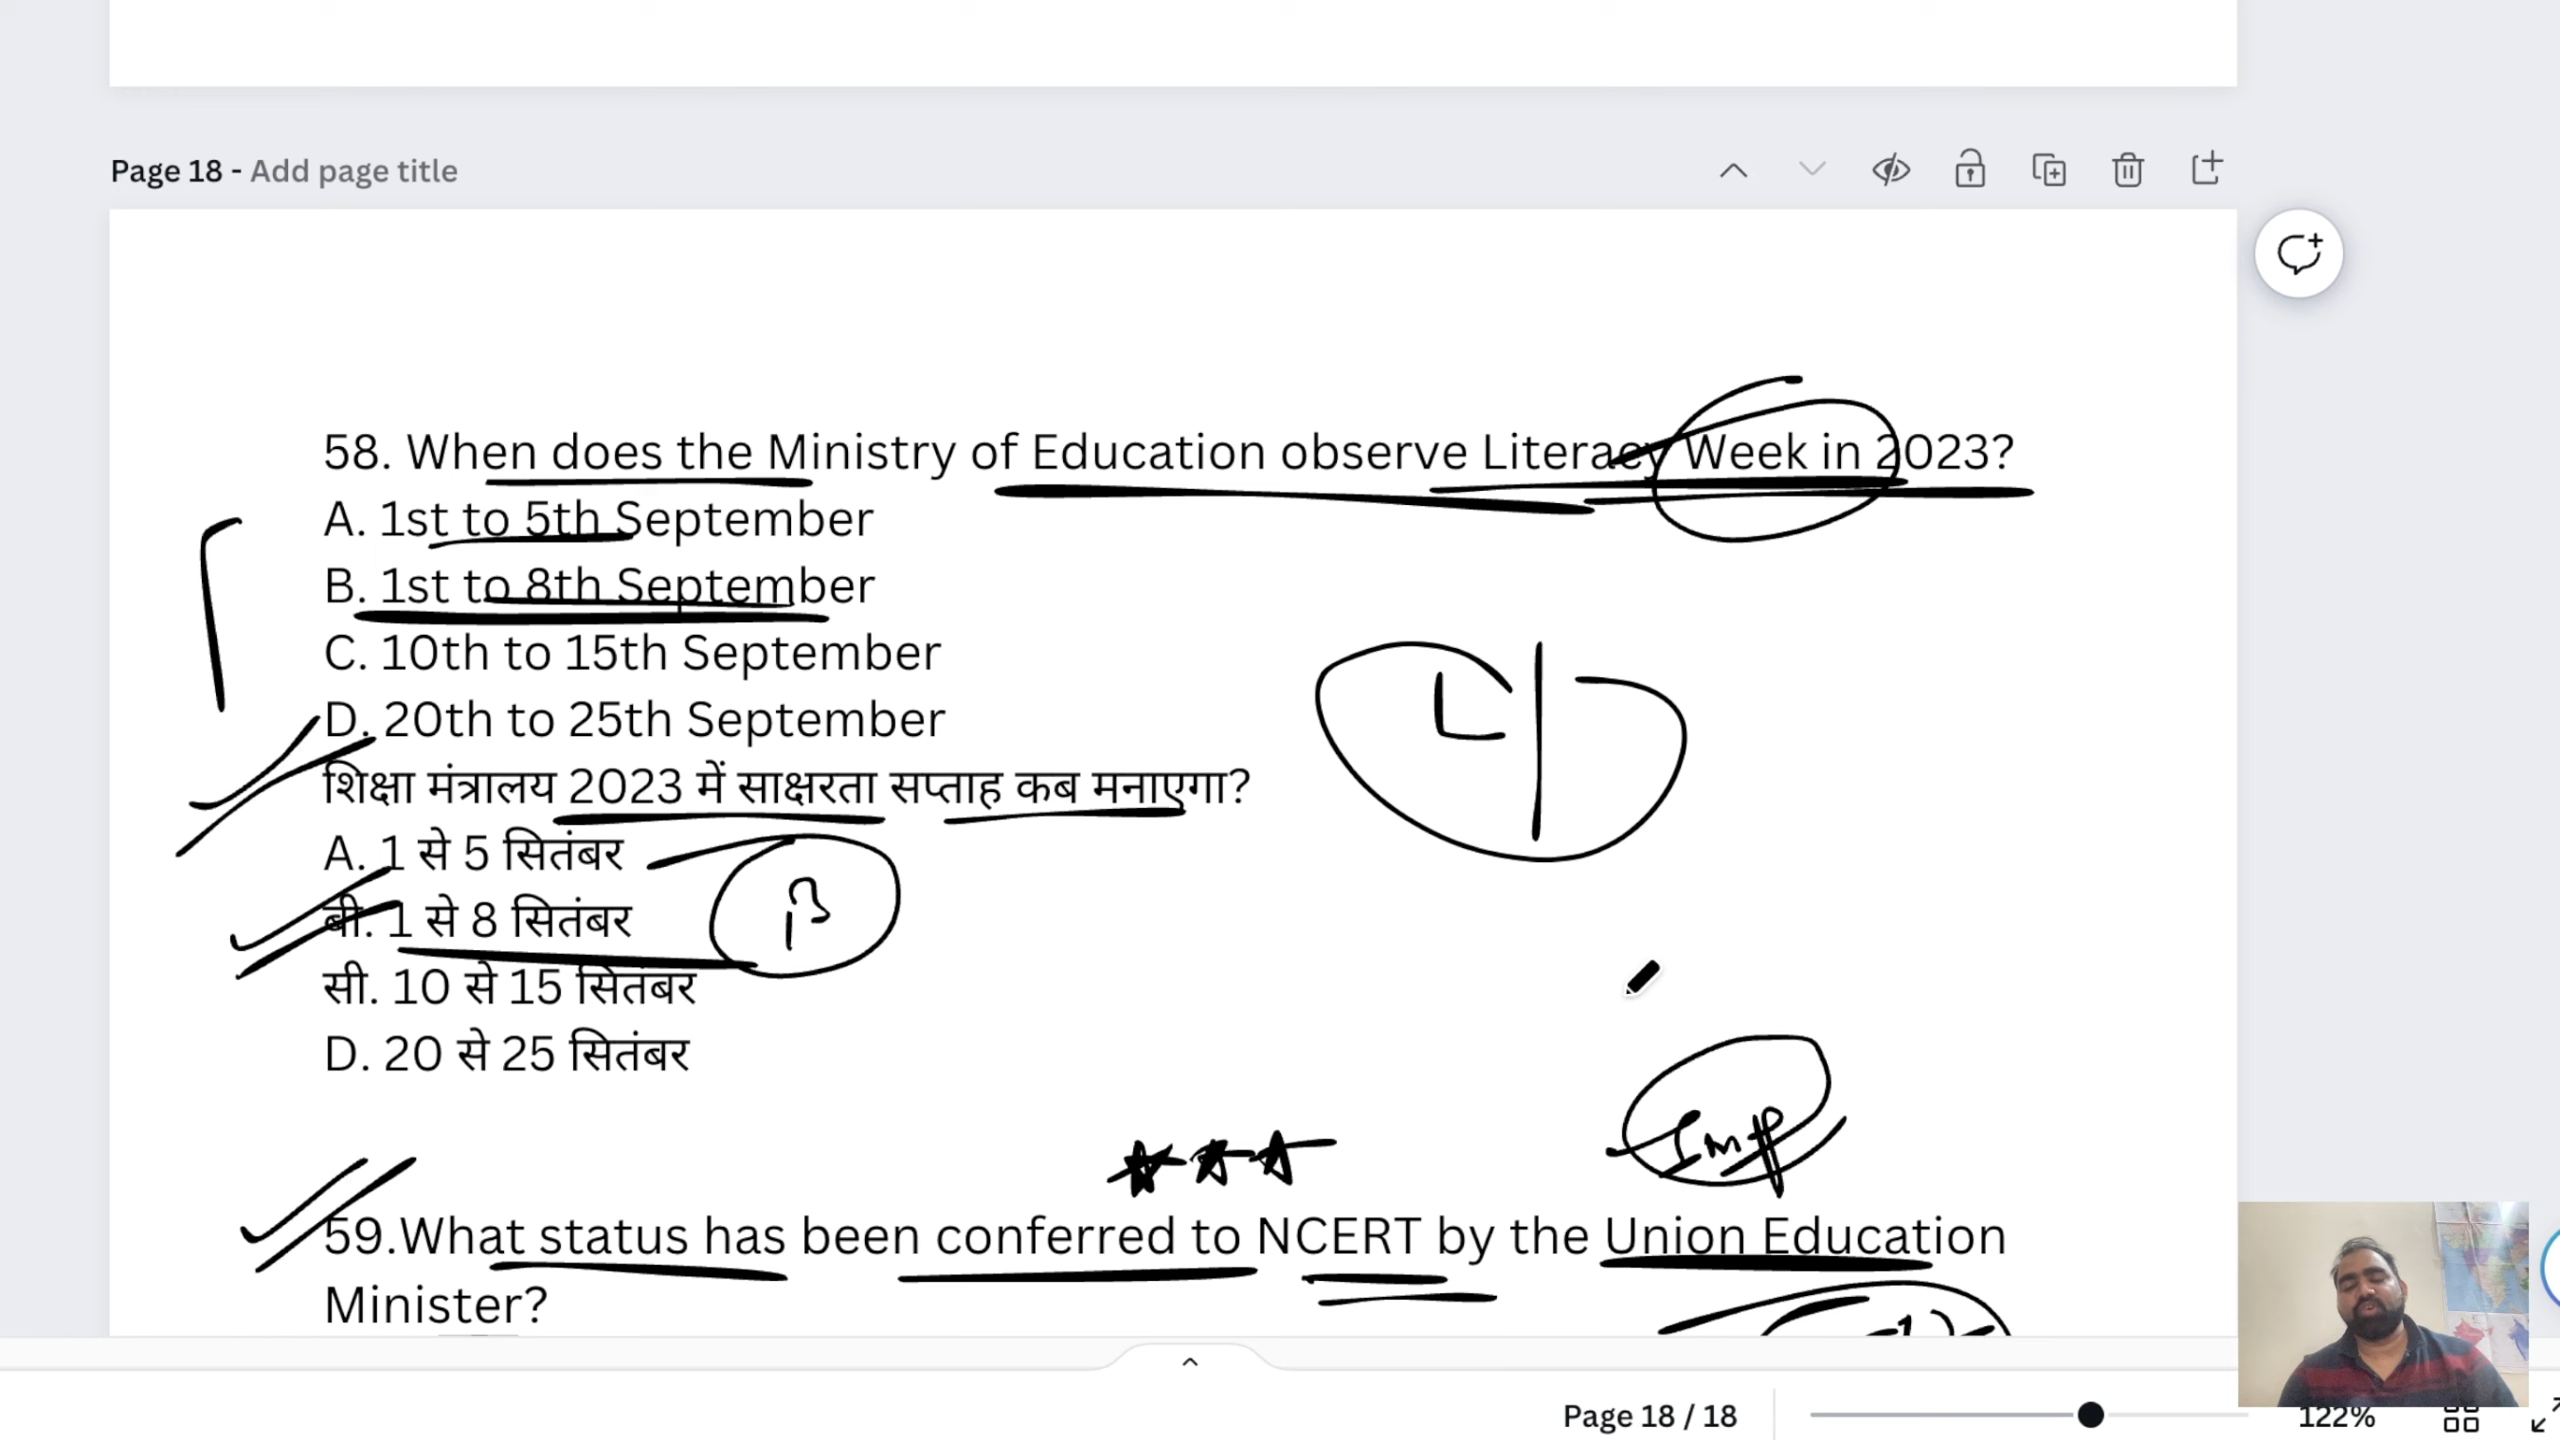 Page 18 - Add page title
58. When does the Ministry of Education observe Literacy Week in 2023?
A. 1st to 5th September
B. 1st to 8th September
C. 10th to 15th September
D. 20th to 25th September
शिक्षा मंत्रालय 2023 में साक्षरता सप्ताह कब मनाएगा?
A. 1 से 5 सितंबर
बी. 1 से 8 सितंबर
B
सी. 10 से 15 सितंबर
D. 20 से 25 सितंबर
Imp
59.What status has been conferred to NCERT by the Union Education
Minister?
Page 18 / 18
122%